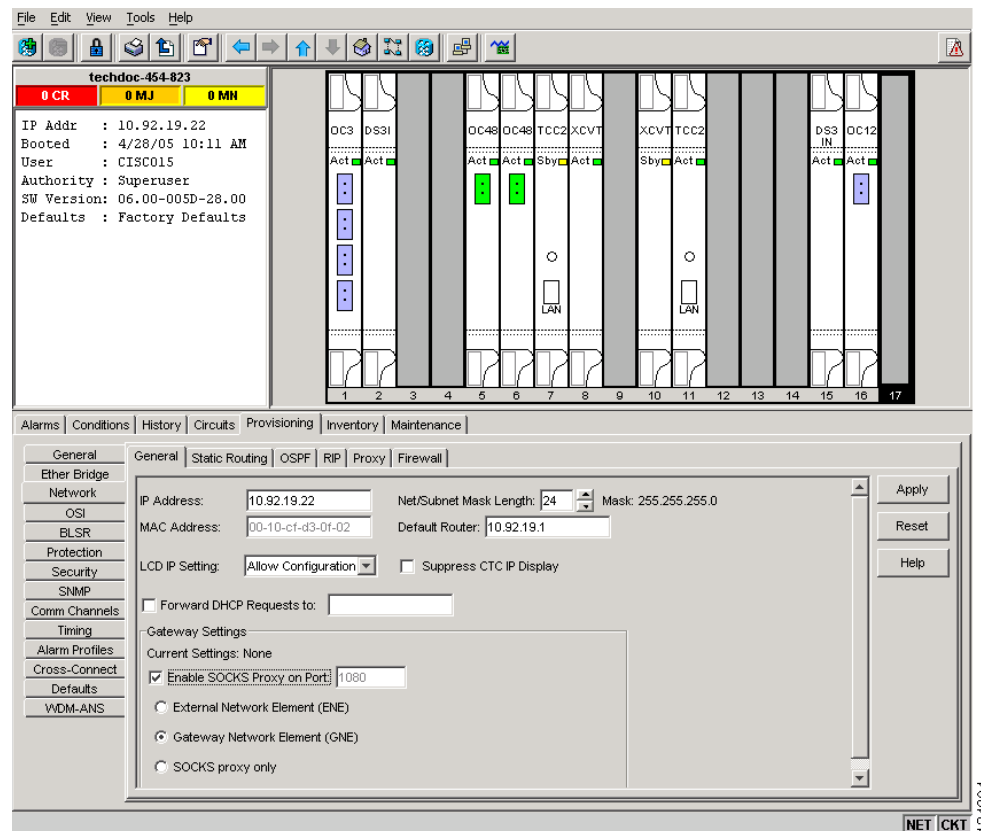 File Edit View Tools Help
techdoc-454-823
0 CR 0 MJ 0 MN
IP Addr : 10.92.19.22
Booted : 4/28/05 10:11 AM
User : CISCO15
Authority : Superuser
SW Version: 06.00-005D-28.00
Defaults : Factory Defaults
OC3 DS3I OC48 OC48 TCC2 XCVT XCVT TCC2 DS3 IN OC12
Act Act Act Act Sby Act Sby Act Act Act
LAN LAN
1 2 3 4 5 6 7 8 9 10 11 12 13 14 15 16 17
Alarms Conditions History Circuits Provisioning Inventory Maintenance
General
Ether Bridge
Network
OSI
BLSR
Protection
Security
SNMP
Comm Channels
Timing
Alarm Profiles
Cross-Connect
Defaults
WDM-ANS
General Static Routing OSPF RIP Proxy Firewall
IP Address: 10.92.19.22 Net/Subnet Mask Length: 24 Mask: 255.255.255.0
MAC Address: 00-10-cf-d3-0f-02 Default Router: 10.92.19.1
LCD IP Setting: Allow Configuration Suppress CTC IP Display
Forward DHCP Requests to:
Gateway Settings
Current Settings: None
Enable SOCKS Proxy on Port: 1080
External Network Element (ENE)
Gateway Network Element (GNE)
SOCKS proxy only
Apply
Reset
Help
NET CKT